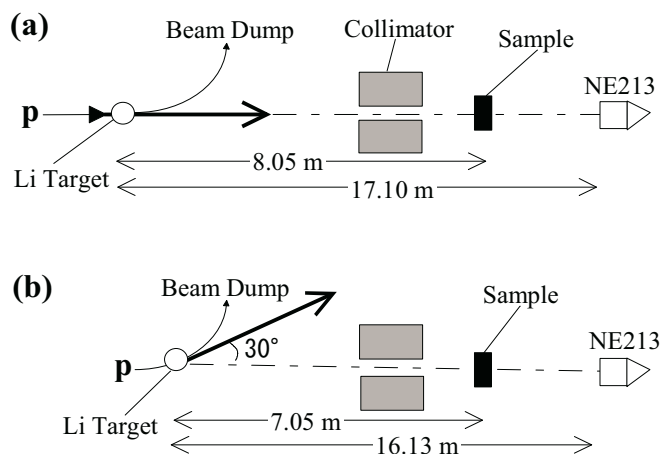 (a)
Beam Dump
Collimator
Sample
NE213
p
Li Target
8.05 m
17.10 m
(b)
Beam Dump
Sample
NE213
30°
p
Li Target
7.05 m
16.13 m